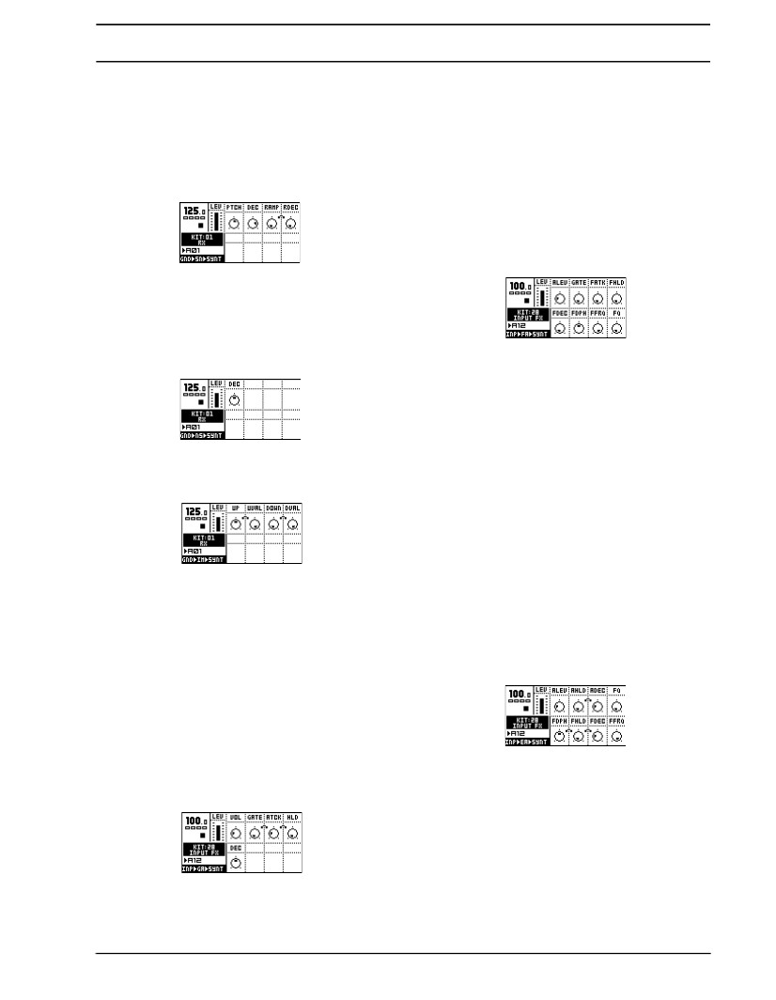 LEV PTCH DEC RAMP RDEC
125.0
KIT:01
RX
A01
GND▶SN▶SYNT
LEV DEC
125.0
KIT:01
RX
A01
GND▶NS▶SYNT
LEV UP UVAL DOWN DVAL
125.0
KIT:01
RX
A01
GND▶IM▶SYNT
LEV VOL GATE ATCK HLD
100.0
KIT:28
INPUT FX
DEC
A12
INP▶GA▶SYNT
LEV ALEV GATE FATK FHLD
100.0
KIT:28
INPUT FX
FDEC FDPH FFRQ FQ
A12
INP▶FA▶SYNT
LEV ALEV AHLD ADEC FQ
100.0
KIT:28
INPUT FX
FDPH FHLD FDEC FFRQ
A12
INP▶EA▶SYNT